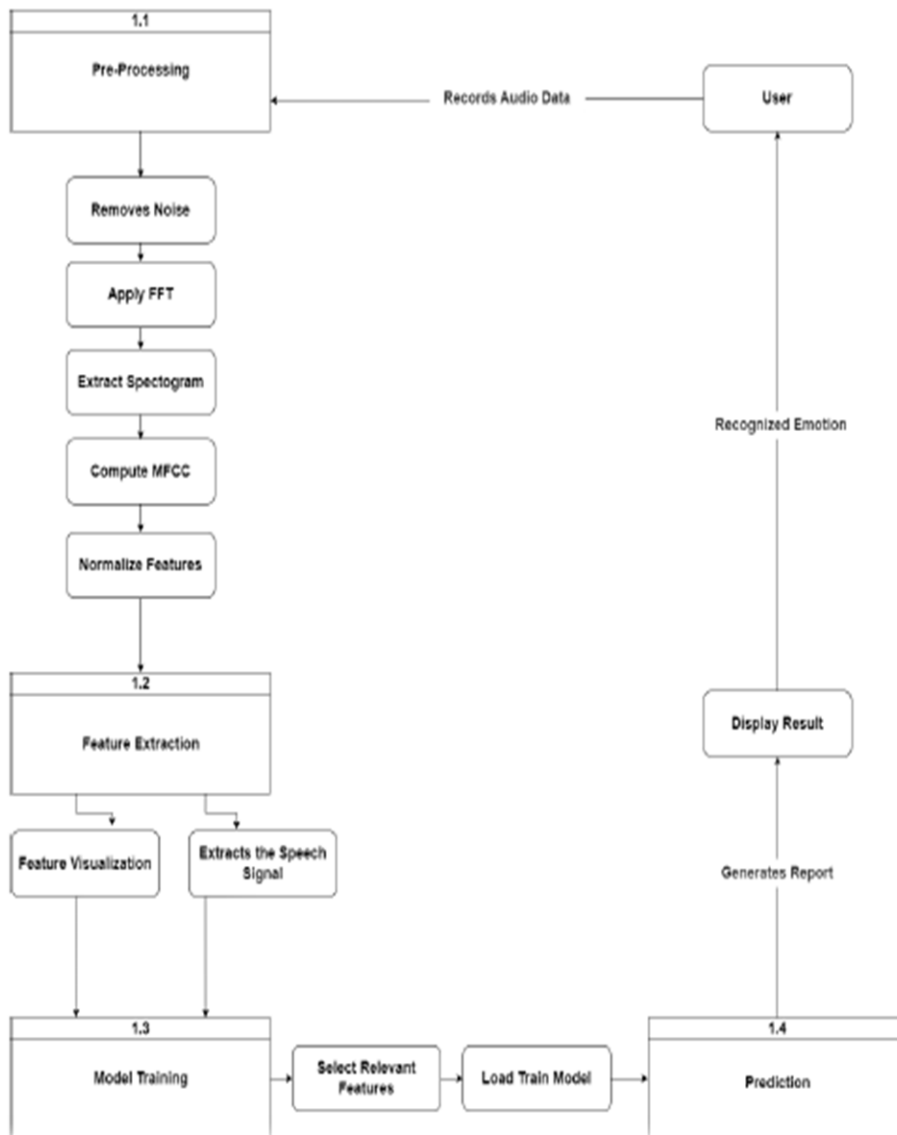 1.1
Pre-Processing
Records Audio Data
User
Removes Noise
Apply FFT
Extract Spectogram
Compute MFCC
Normalize Features
Recognized Emotion
1.2
Feature Extraction
Display Result
Feature Visualization
Extracts the Speech
Signal
Generates Report
1.3
Model Training
Select Relevant
Features
Load Train Model
1.4
Prediction